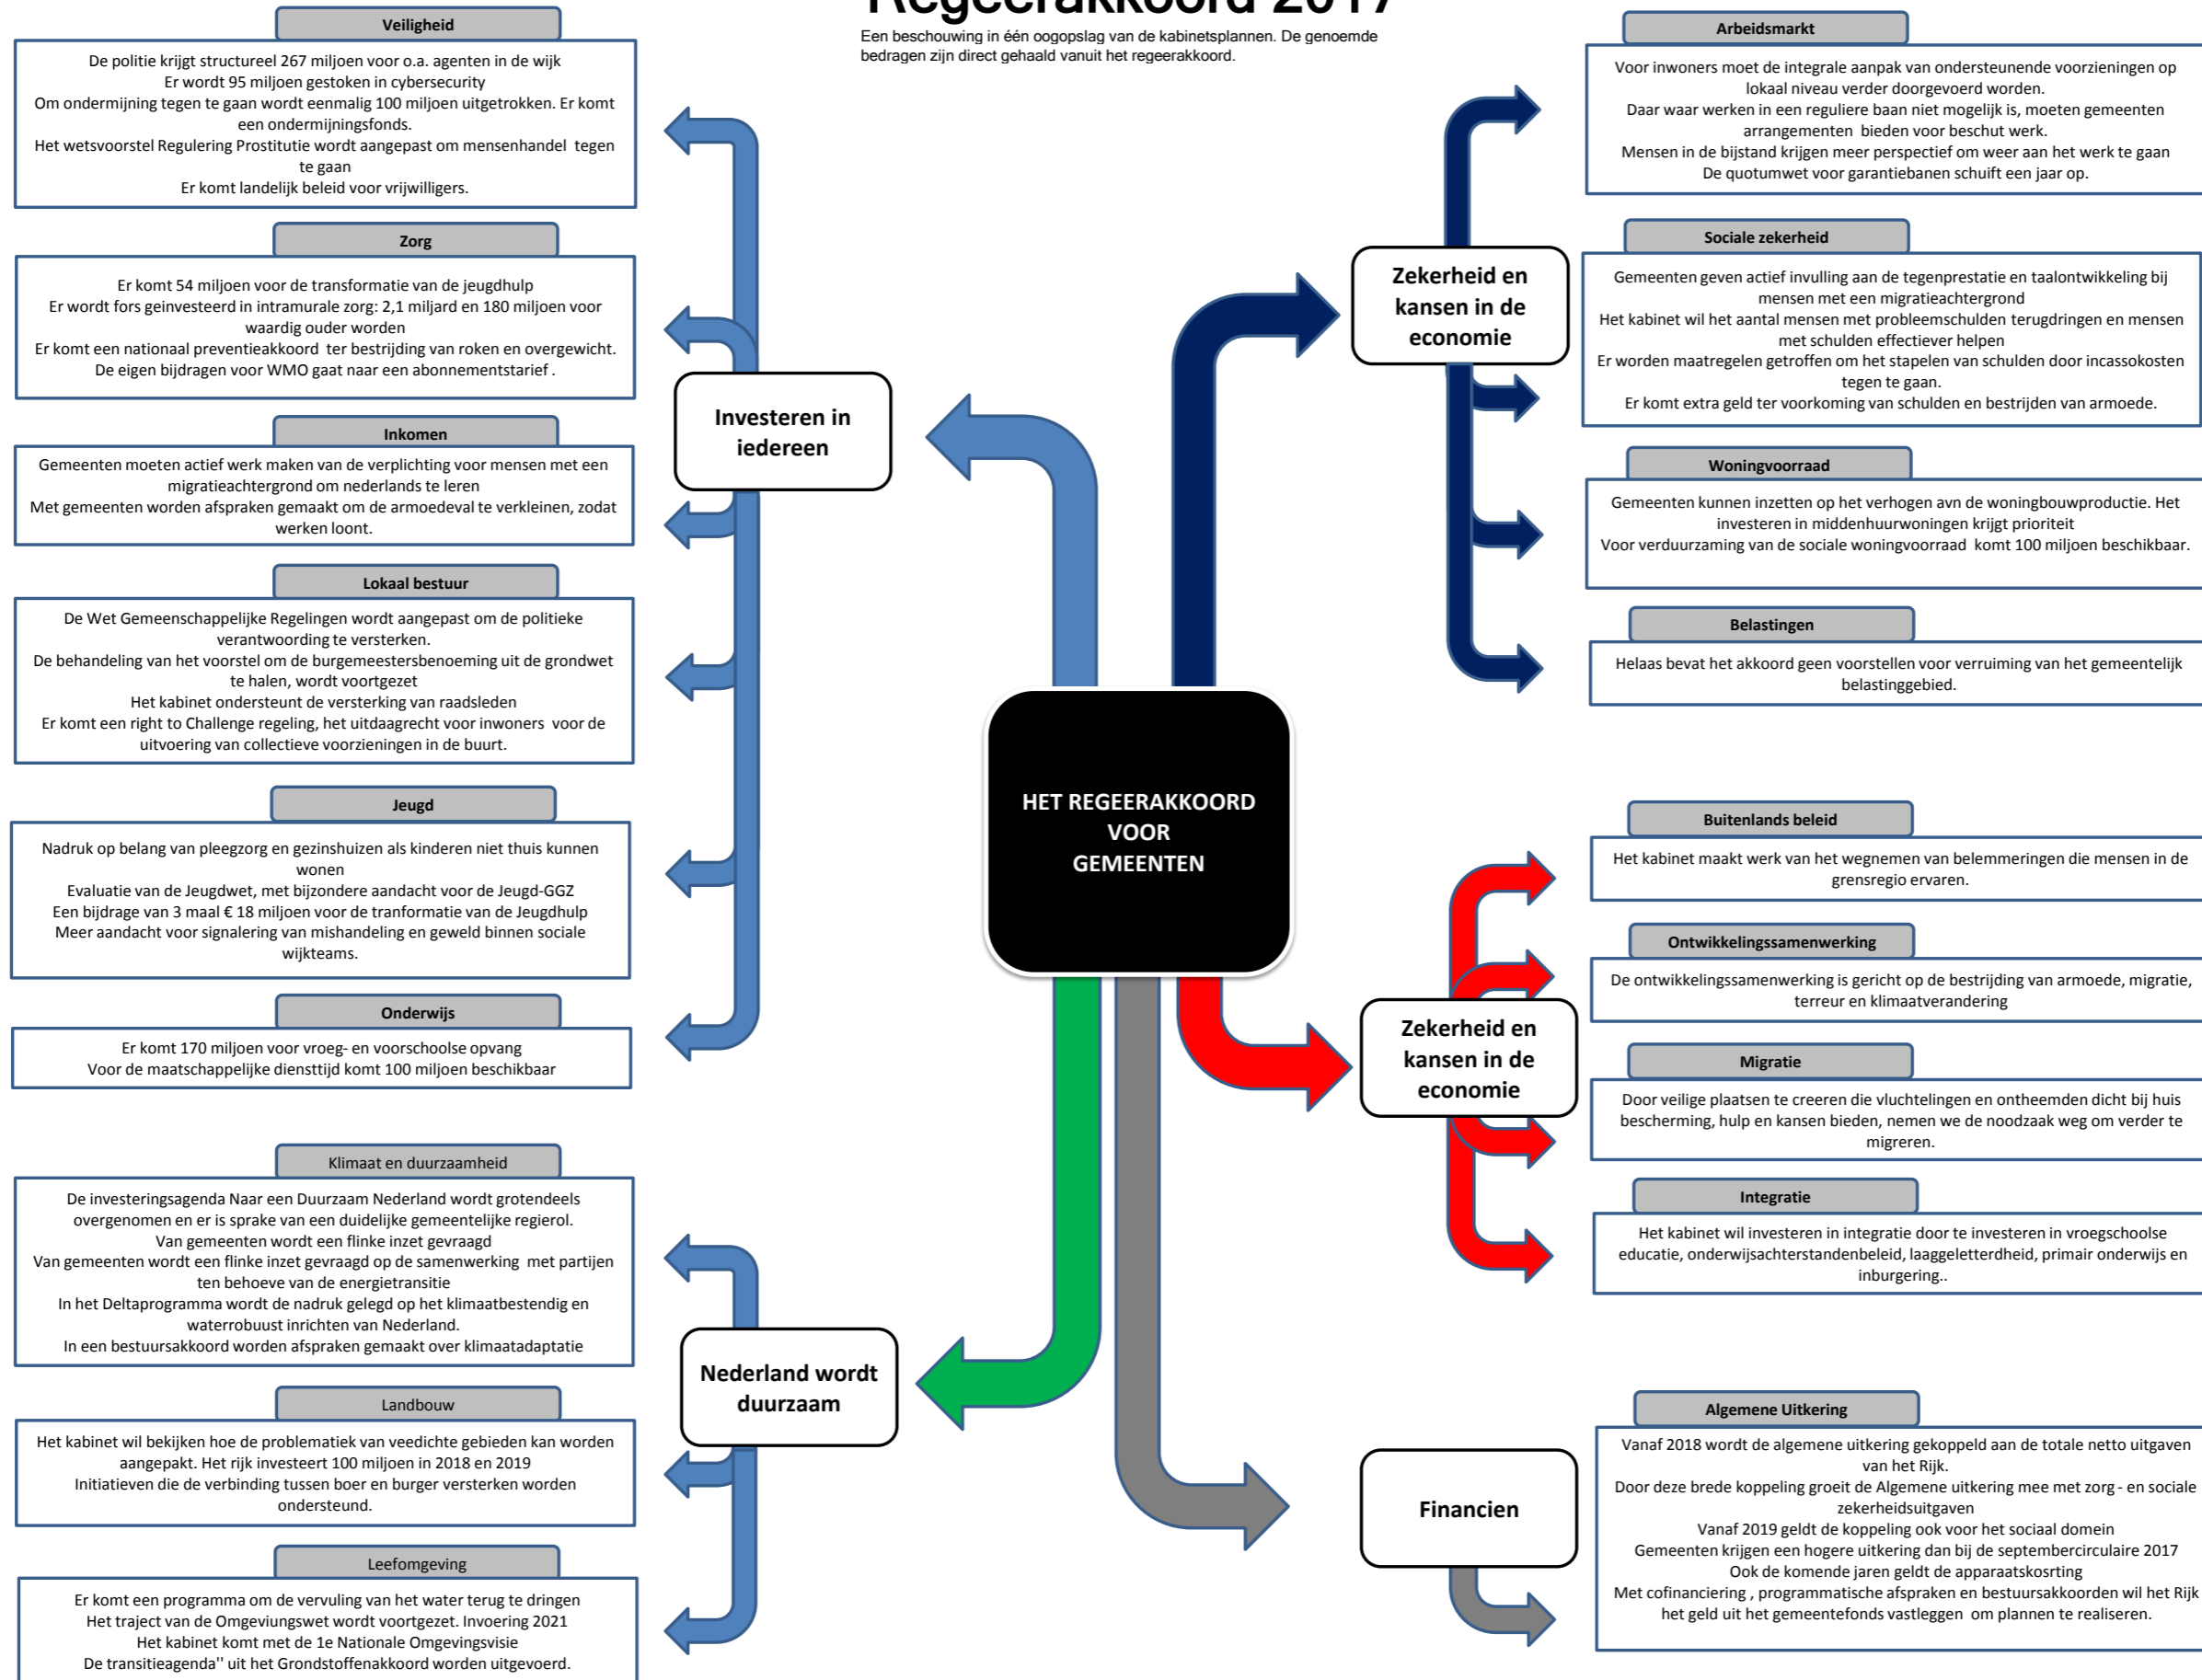 Regeerakkoord 2017
Een beschouwing in één oogopslag van de kabinetsplannen. De genoemde
bedragen zijn direct gehaald vanuit het regeerakkoord.
Veiligheid
De politie krijgt structureel 267 miljoen voor o.a. agenten in de wijk
Er wordt 95 miljoen gestoken in cybersecurity
Om ondermijning tegen te gaan wordt eenmalig 100 miljoen uitgetrokken. Er komt
een ondermijningsfonds.
Het wetsvoorstel Regulering Prostitutie wordt aangepast om mensenhandel tegen
te gaan
Er komt landelijk beleid voor vrijwilligers.
Zorg
Er komt 54 miljoen voor de transformatie van de jeugdhulp
Er wordt fors geinvesteerd in intramurale zorg: 2,1 miljard en 180 miljoen voor
waardig ouder worden
Er komt een nationaal preventieakkoord ter bestrijding van roken en overgewicht.
De eigen bijdragen voor WMO gaat naar een abonnementstarief .
Inkomen
Gemeenten moeten actief werk maken van de verplichting voor mensen met een
migratieachtergrond om nederlands te leren
Met gemeenten worden afspraken gemaakt om de armoedeval te verkleinen, zodat
werken loont.
Lokaal bestuur
De Wet Gemeenschappelijke Regelingen wordt aangepast om de politieke
verantwoording te versterken.
De behandeling van het voorstel om de burgemeestersbenoeming uit de grondwet
te halen, wordt voortgezet
Het kabinet ondersteunt de versterking van raadsleden
Er komt een right to Challenge regeling, het uitdaagrecht voor inwoners voor de
uitvoering van collectieve voorzieningen in de buurt.
Jeugd
Nadruk op belang van pleegzorg en gezinshuizen als kinderen niet thuis kunnen
wonen
Evaluatie van de Jeugdwet, met bijzondere aandacht voor de Jeugd-GGZ
Een bijdrage van 3 maal € 18 miljoen voor de tranformatie van de Jeugdhulp
Meer aandacht voor signalering van mishandeling en geweld binnen sociale
wijkteams.
Onderwijs
Er komt 170 miljoen voor vroeg- en voorschoolse opvang
Voor de maatschappelijke diensttijd komt 100 miljoen beschikbaar
Klimaat en duurzaamheid
De investeringsagenda Naar een Duurzaam Nederland wordt grotendeels
overgenomen en er is sprake van een duidelijke gemeentelijke regierol.
Van gemeenten wordt een flinke inzet gevraagd
Van gemeenten wordt een flinke inzet gevraagd op de samenwerking met partijen
ten behoeve van de energietransitie
In het Deltaprogramma wordt de nadruk gelegd op het klimaatbestendig en
waterrobuust inrichten van Nederland.
In een bestuursakkoord worden afspraken gemaakt over klimaatadaptatie
Landbouw
Het kabinet wil bekijken hoe de problematiek van veedichte gebieden kan worden
aangepakt. Het rijk investeert 100 miljoen in 2018 en 2019
Initiatieven die de verbinding tussen boer en burger versterken worden
ondersteund.
Leefomgeving
Er komt een programma om de vervuling van het water terug te dringen
Het traject van de Omgeviungswet wordt voortgezet. Invoering 2021
Het kabinet komt met de 1e Nationale Omgevingsvisie
De transitieagenda'' uit het Grondstoffenakkoord worden uitgevoerd.
Investeren in
iedereen
Nederland wordt
duurzaam
HET REGEERAKKOORD
VOOR
GEMEENTEN
Zekerheid en
kansen in de
economie
Zekerheid en
kansen in de
economie
Financien
Arbeidsmarkt
Voor inwoners moet de integrale aanpak van ondersteunende voorzieningen op
lokaal niveau verder doorgevoerd worden.
Daar waar werken in een reguliere baan niet mogelijk is, moeten gemeenten
arrangementen bieden voor beschut werk.
Mensen in de bijstand krijgen meer perspectief om weer aan het werk te gaan
De quotumwet voor garantiebanen schuift een jaar op.
Sociale zekerheid
Gemeenten geven actief invulling aan de tegenprestatie en taalontwikkeling bij
mensen met een migratieachtergrond
Het kabinet wil het aantal mensen met probleemschulden terugdringen en mensen
met schulden effectiever helpen
Er worden maatregelen getroffen om het stapelen van schulden door incassokosten
tegen te gaan.
Er komt extra geld ter voorkoming van schulden en bestrijden van armoede.
Woningvoorraad
Gemeenten kunnen inzetten op het verhogen avn de woningbouwproductie. Het
investeren in middenhuurwoningen krijgt prioriteit
Voor verduurzaming van de sociale woningvoorraad komt 100 miljoen beschikbaar.
Belastingen
Helaas bevat het akkoord geen voorstellen voor verruiming van het gemeentelijk
belastinggebied.
Buitenlands beleid
Het kabinet maakt werk van het wegnemen van belemmeringen die mensen in de
grensregio ervaren.
Ontwikkelingssamenwerking
De ontwikkelingssamenwerking is gericht op de bestrijding van armoede, migratie,
terreur en klimaatverandering
Migratie
Door veilige plaatsen te creeren die vluchtelingen en ontheemden dicht bij huis
bescherming, hulp en kansen bieden, nemen we de noodzaak weg om verder te
migreren.
Integratie
Het kabinet wil investeren in integratie door te investeren in vroegschoolse
educatie, onderwijsachterstandenbeleid, laaggeletterdheid, primair onderwijs en
inburgering..
Algemene Uitkering
Vanaf 2018 wordt de algemene uitkering gekoppeld aan de totale netto uitgaven
van het Rijk.
Door deze brede koppeling groeit de Algemene uitkering mee met zorg - en sociale
zekerheidsuitgaven
Vanaf 2019 geldt de koppeling ook voor het sociaal domein
Gemeenten krijgen een hogere uitkering dan bij de septembercirculaire 2017
Ook de komende jaren geldt de apparaatskosrting
Met cofinanciering , programmatische afspraken en bestuursakkoorden wil het Rijk
het geld uit het gemeentefonds vastleggen om plannen te realiseren.